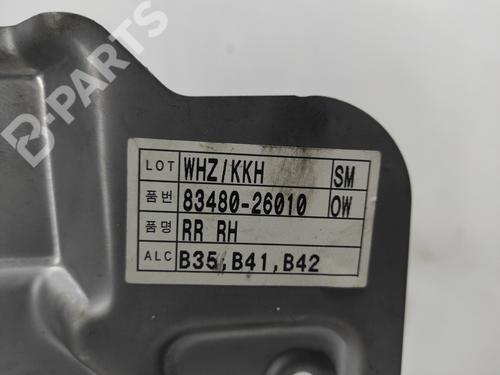 B-PARTS
LOT WHZ/KKH SM
품번 83480-26010 OW
품명 RR RH
ALC B35,B41,B42